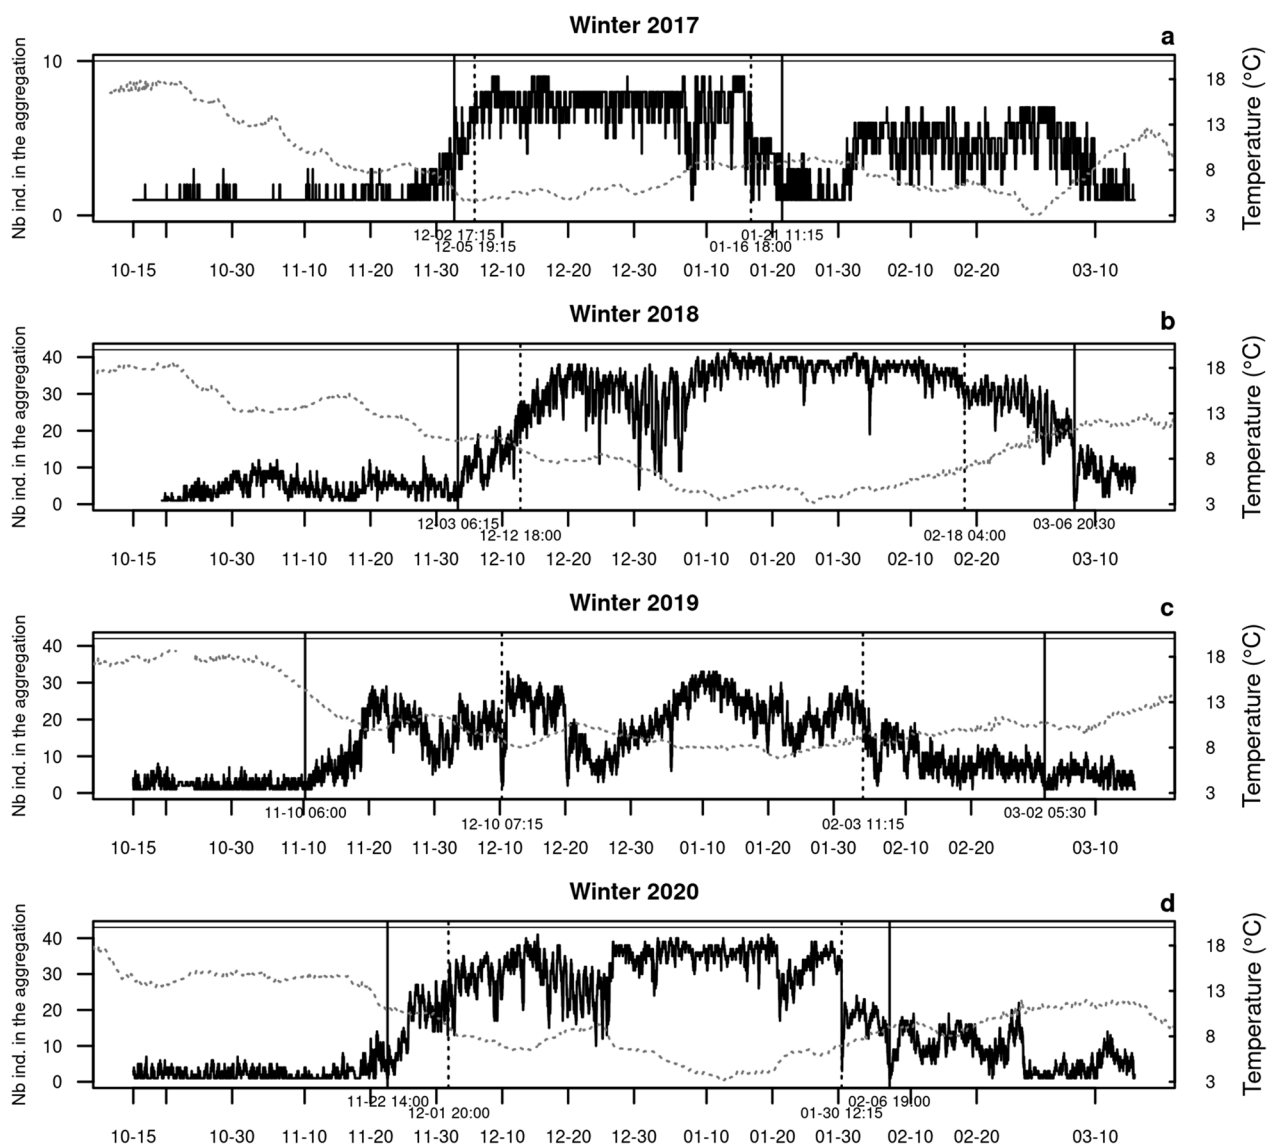 Winter 2017
a
Nb ind. in the aggregation
10
0
18
13
8
3
Temperature (°C)
12-02 17:15
01-21 11:15
12-05 19:15
01-16 18:00
10-15 10-30 11-10 11-20 11-30 12-10 12-20 12-30 01-10 01-20 01-30 02-10 02-20 03-10
Winter 2018
b
Nb ind. in the aggregation
40
30
20
10
0
18
13
8
3
Temperature (°C)
12-03 06:15
03-06 20:30
12-12 18:00
02-18 04:00
10-15 10-30 11-10 11-20 11-30 12-10 12-20 12-30 01-10 01-20 01-30 02-10 02-20 03-10
Winter 2019
c
Nb ind. in the aggregation
40
30
20
10
0
18
13
8
3
Temperature (°C)
11-10 06:00
03-02 05:30
12-10 07:15
02-03 11:15
10-15 10-30 11-10 11-20 11-30 12-10 12-20 12-30 01-10 01-20 01-30 02-10 02-20 03-10
Winter 2020
d
Nb ind. in the aggregation
40
30
20
10
0
18
13
8
3
Temperature (°C)
11-22 14:00
02-06 19:00
12-01 20:00
01-30 12:15
10-15 10-30 11-10 11-20 11-30 12-10 12-20 12-30 01-10 01-20 01-30 02-10 02-20 03-10